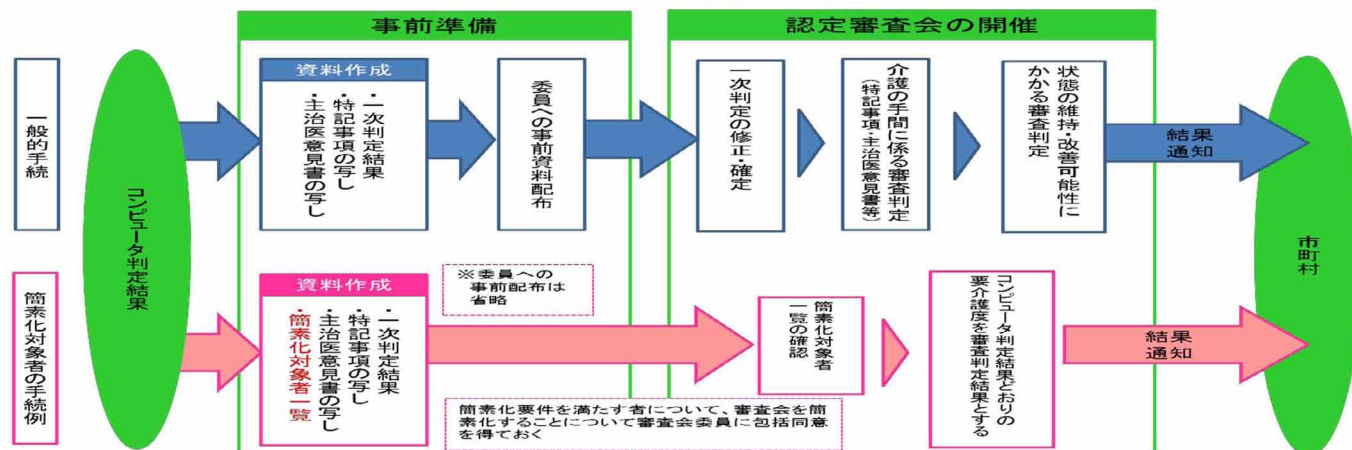 事前準備
認定審査会の開催
一般的手続
コンピュータ判定結果
資料作成
・一次判定結果
・特記事項の写し
・主治医意見書の写し
委員への事前資料配布
一次判定の修正・確定
介護の手間に係る審査判定
（特記事項・主治医意見書等）
状態の維持・改善可能性に
かかる審査判定
結果
通知
市町村
簡素化対象者の手続例
資料作成
・一次判定結果
・特記事項の写し
・主治医意見書の写し
・簡素化対象者一覧
※委員への
事前配布は
省略
簡素化対象者
一覧の確認
コンピュータ判定結果どおりの
要介護度を審査判定結果とする
結果
通知
簡素化要件を満たす者について、審査会を簡
素化することについて審査会委員に包括同意
を得ておく